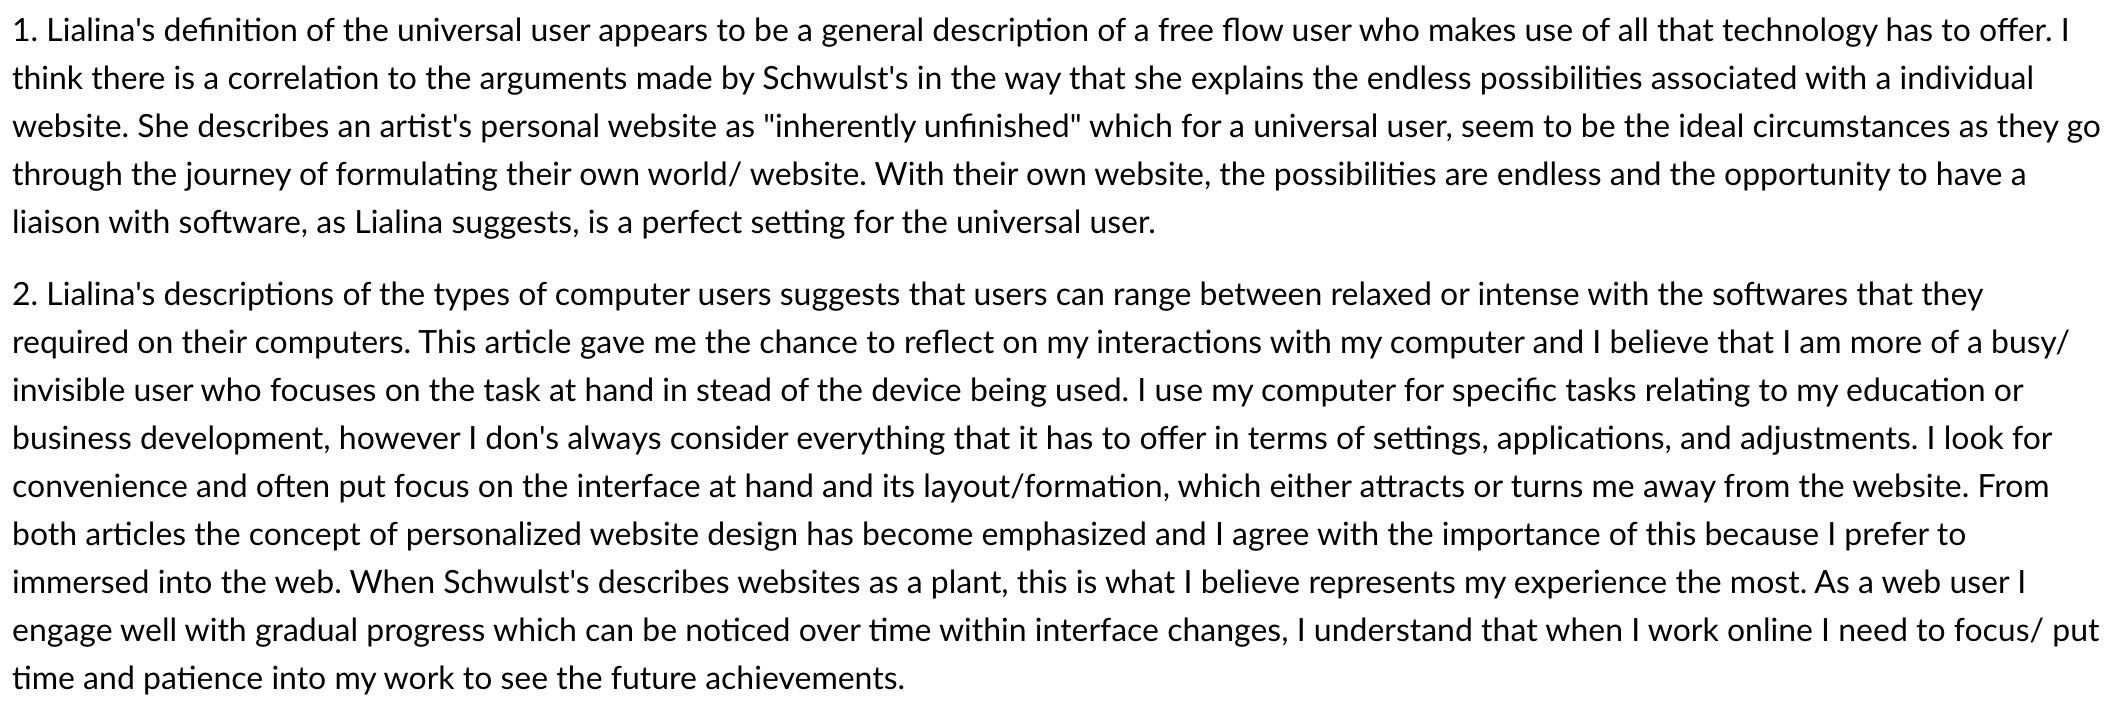 1. Lialina's definition of the universal user appears to be a general description of a free flow user who makes use of all that technology has to offer. I
think there is a correlation to the arguments made by Schwulst's in the way that she explains the endless possibilities associated with a individual
website. She describes an artist's personal website as "inherently unfinished" which for a universal user, seem to be the ideal circumstances as they go
through the journey of formulating their own world/ website. With their own website, the possibilities are endless and the opportunity to have a
liaison with software, as Lialina suggests, is a perfect setting for the universal user.
2. Lialina's descriptions of the types of computer users suggests that users can range between relaxed or intense with the softwares that they
required on their computers. This article gave me the chance to reflect on my interactions with my computer and I believe that I am more of a busy/
invisible user who focuses on the task at hand in stead of the device being used. I use my computer for specific tasks relating to my education or
business development, however I don's always consider everything that it has to offer in terms of settings, applications, and adjustments. I look for
convenience and often put focus on the interface at hand and its layout/formation, which either attracts or turns me away from the website. From
both articles the concept of personalized website design has become emphasized and I agree with the importance of this because I prefer to
immersed into the web. When Schwulst's describes websites as a plant, this is what I believe represents my experience the most. As a web user I
engage well with gradual progress which can be noticed over time within interface changes, I understand that when I work online I need to focus/ put
time and patience into my work to see the future achievements.